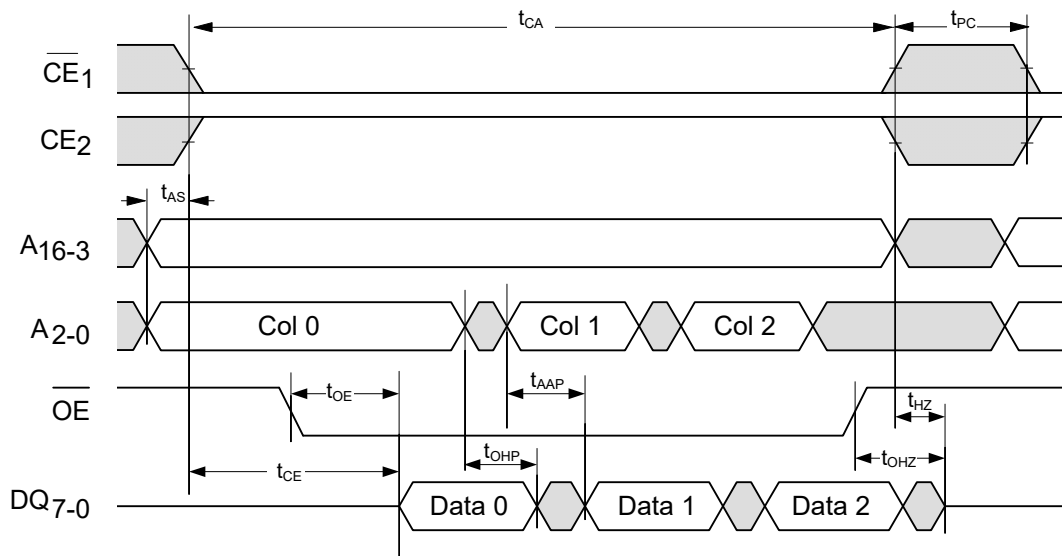 tCA
tPC
CE1
CE2
tAS
A16-3
A2-0
Col 0
Col 1
Col 2
OE
tOE
tAAP
tHZ
tOHP
tOHZ
tCE
DQ7-0
Data 0
Data 1
Data 2